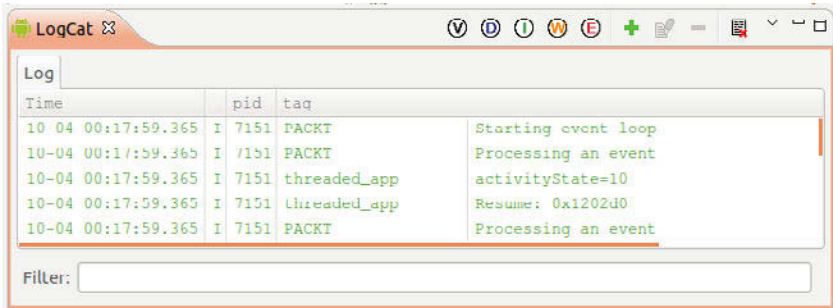 LogCat
V D I W E
Log
Time pid tag
10-04 00:17:59.365 I 7151 PACKT Starting event loop
10-04 00:17:59.365 I 7151 PACKT Processing an event
10-04 00:17:59.365 I 7151 threaded_app activityState=10
10-04 00:17:59.365 I 7151 threaded_app Resume: 0x1202d0
10-04 00:17:59.365 I 7151 PACKT Processing an event
Filter: